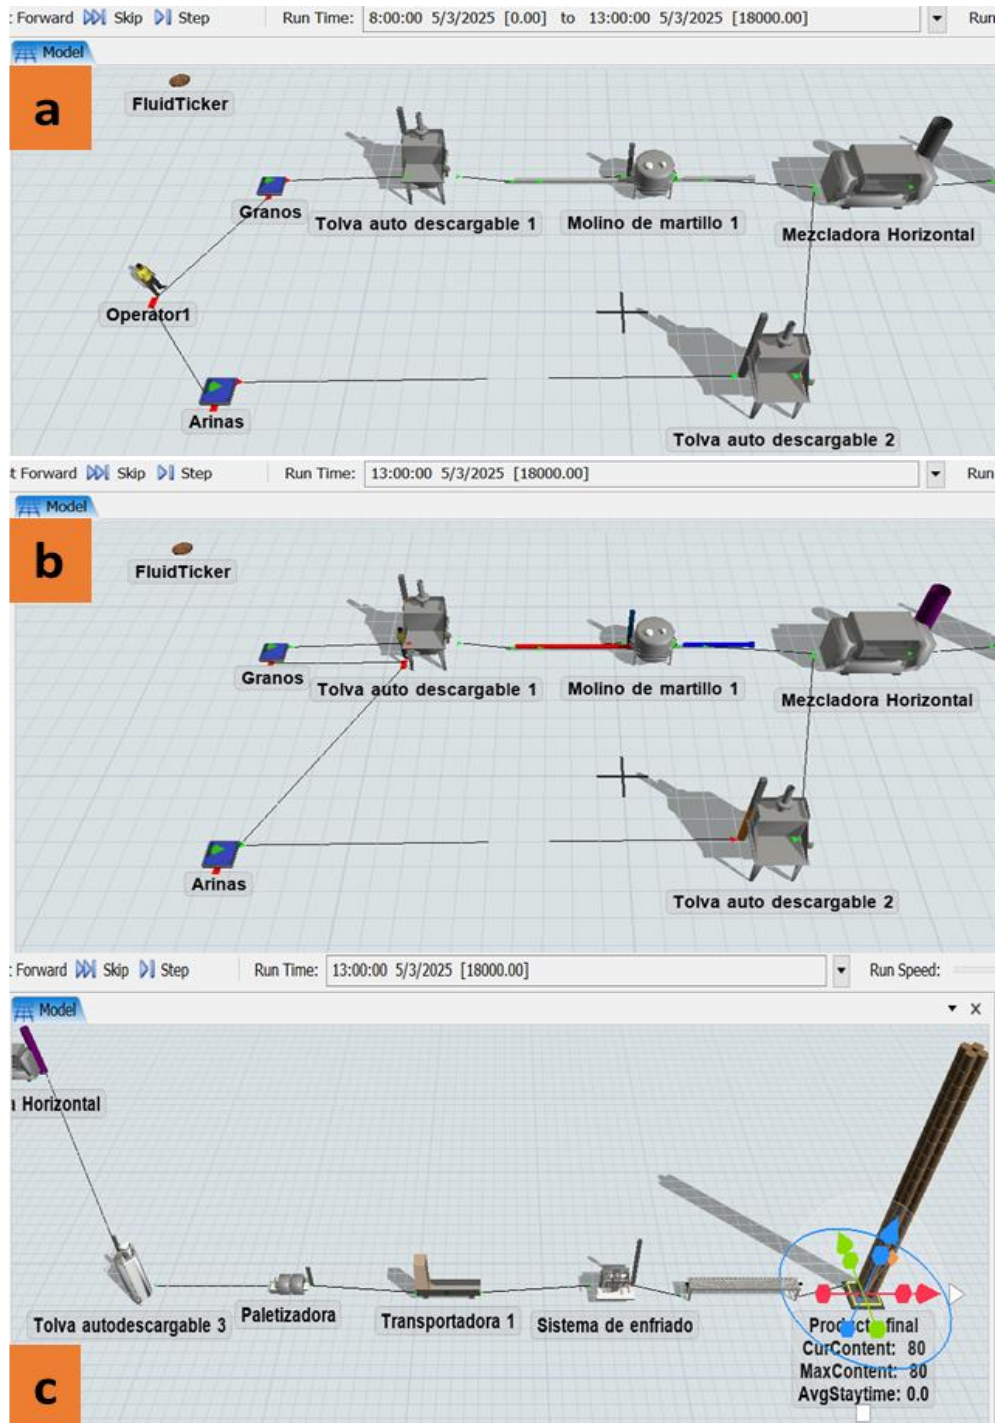 : Forward Skip Step Run Time: 8:00:00 5/3/2025 [0.00] to 13:00:00 5/3/2025 [18000.00] Run
Model
a
FluidTicker
Granos
Tolva auto descargable 1
Molino de martillo 1
Mezcladora Horizontal
Operator1
Arinas
Tolva auto descargable 2
t Forward Skip Step Run Time: 13:00:00 5/3/2025 [18000.00] Run
Model
b
FluidTicker
Granos
Tolva auto descargable 1
Molino de martillo 1
Mezcladora Horizontal
Arinas
Tolva auto descargable 2
: Forward Skip Step Run Time: 13:00:00 5/3/2025 [18000.00] Run Speed:
Model
Horizontal
Tolva autodescargable 3
Paletizadora
Transportadora 1
Sistema de enfriado
final
CurContent: 80
MaxContent: 80
AvgStaytime: 0.0
c